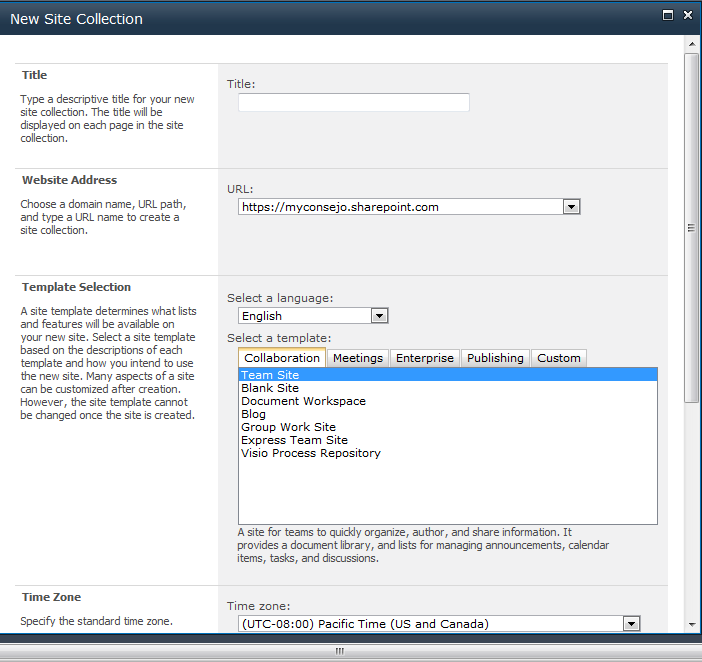 New Site Collection
Title
Type a descriptive title for your new
site collection. The title will be
displayed on each page in the site
collection.
Title:
Website Address
Choose a domain name, URL path,
and type a URL name to create a
site collection.
URL:
https://myconsejo.sharepoint.com
Template Selection
A site template determines what lists
and features will be available on
your new site. Select a site template
based on the descriptions of each
template and how you intend to use
the new site. Many aspects of a site
can be customized after creation.
However, the site template cannot
be changed once the site is created.
Select a language:
English
Select a template:
Collaboration Meetings Enterprise Publishing Custom
Team Site
Blank Site
Document Workspace
Blog
Group Work Site
Express Team Site
Visio Process Repository
A site for teams to quickly organize, author, and share information. It
provides a document library, and lists for managing announcements, calendar
items, tasks, and discussions.
Time Zone
Specify the standard time zone.
Time zone:
(UTC-08:00) Pacific Time (US and Canada)